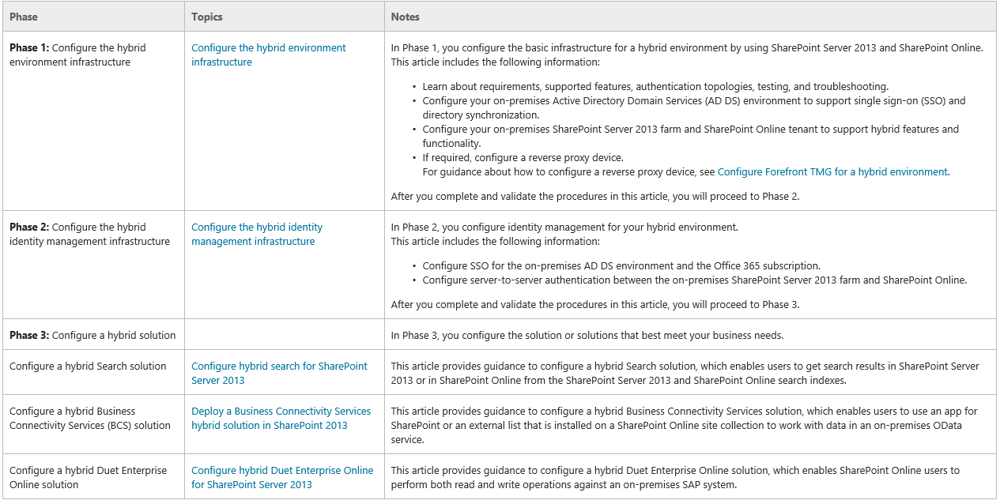 Phase
Topics
Notes
Phase 1: Configure the hybrid
environment infrastructure
Configure the hybrid environment
infrastructure
In Phase 1, you configure the basic infrastructure for a hybrid environment by using SharePoint Server 2013 and SharePoint Online.
This article includes the following information:
• Learn about requirements, supported features, authentication topologies, testing, and troubleshooting.
• Configure your on-premises Active Directory Domain Services (AD DS) environment to support single sign-on (SSO) and
directory synchronization.
• Configure your on-premises SharePoint Server 2013 farm and SharePoint Online tenant to support hybrid features and
functionality.
• If required, configure a reverse proxy device.
For guidance about how to configure a reverse proxy device, see Configure Forefront TMG for a hybrid environment.
After you complete and validate the procedures in this article, you will proceed to Phase 2.
Phase 2: Configure the hybrid
identity management infrastructure
Configure the hybrid identity
management infrastructure
In Phase 2, you configure identity management for your hybrid environment.
This article includes the following information:
• Configure SSO for the on-premises AD DS environment and the Office 365 subscription.
• Configure server-to-server authentication between the on-premises SharePoint Server 2013 farm and SharePoint Online.
After you complete and validate the procedures in this article, you will proceed to Phase 3.
Phase 3: Configure a hybrid solution
In Phase 3, you configure the solution or solutions that best meet your business needs.
Configure a hybrid Search solution
Configure hybrid search for SharePoint
Server 2013
This article provides guidance to configure a hybrid Search solution, which enables users to get search results in SharePoint Server
2013 or in SharePoint Online from the SharePoint Server 2013 and SharePoint Online search indexes.
Configure a hybrid Business
Connectivity Services (BCS) solution
Deploy a Business Connectivity Services
hybrid solution in SharePoint 2013
This article provides guidance to configure a hybrid Business Connectivity Services solution, which enables users to use an app for
SharePoint or an external list that is installed on a SharePoint Online site collection to work with data in an on-premises OData
service.
Configure a hybrid Duet Enterprise
Online solution
Configure hybrid Duet Enterprise Online
for SharePoint Server 2013
This article provides guidance to configure a hybrid Duet Enterprise Online solution, which enables SharePoint Online users to
perform both read and write operations against an on-premises SAP system.